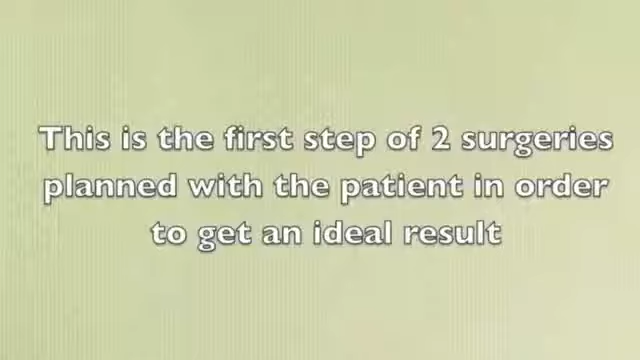 This is the first step of 2 surgeries
planned with the patient in order
to get an ideal result